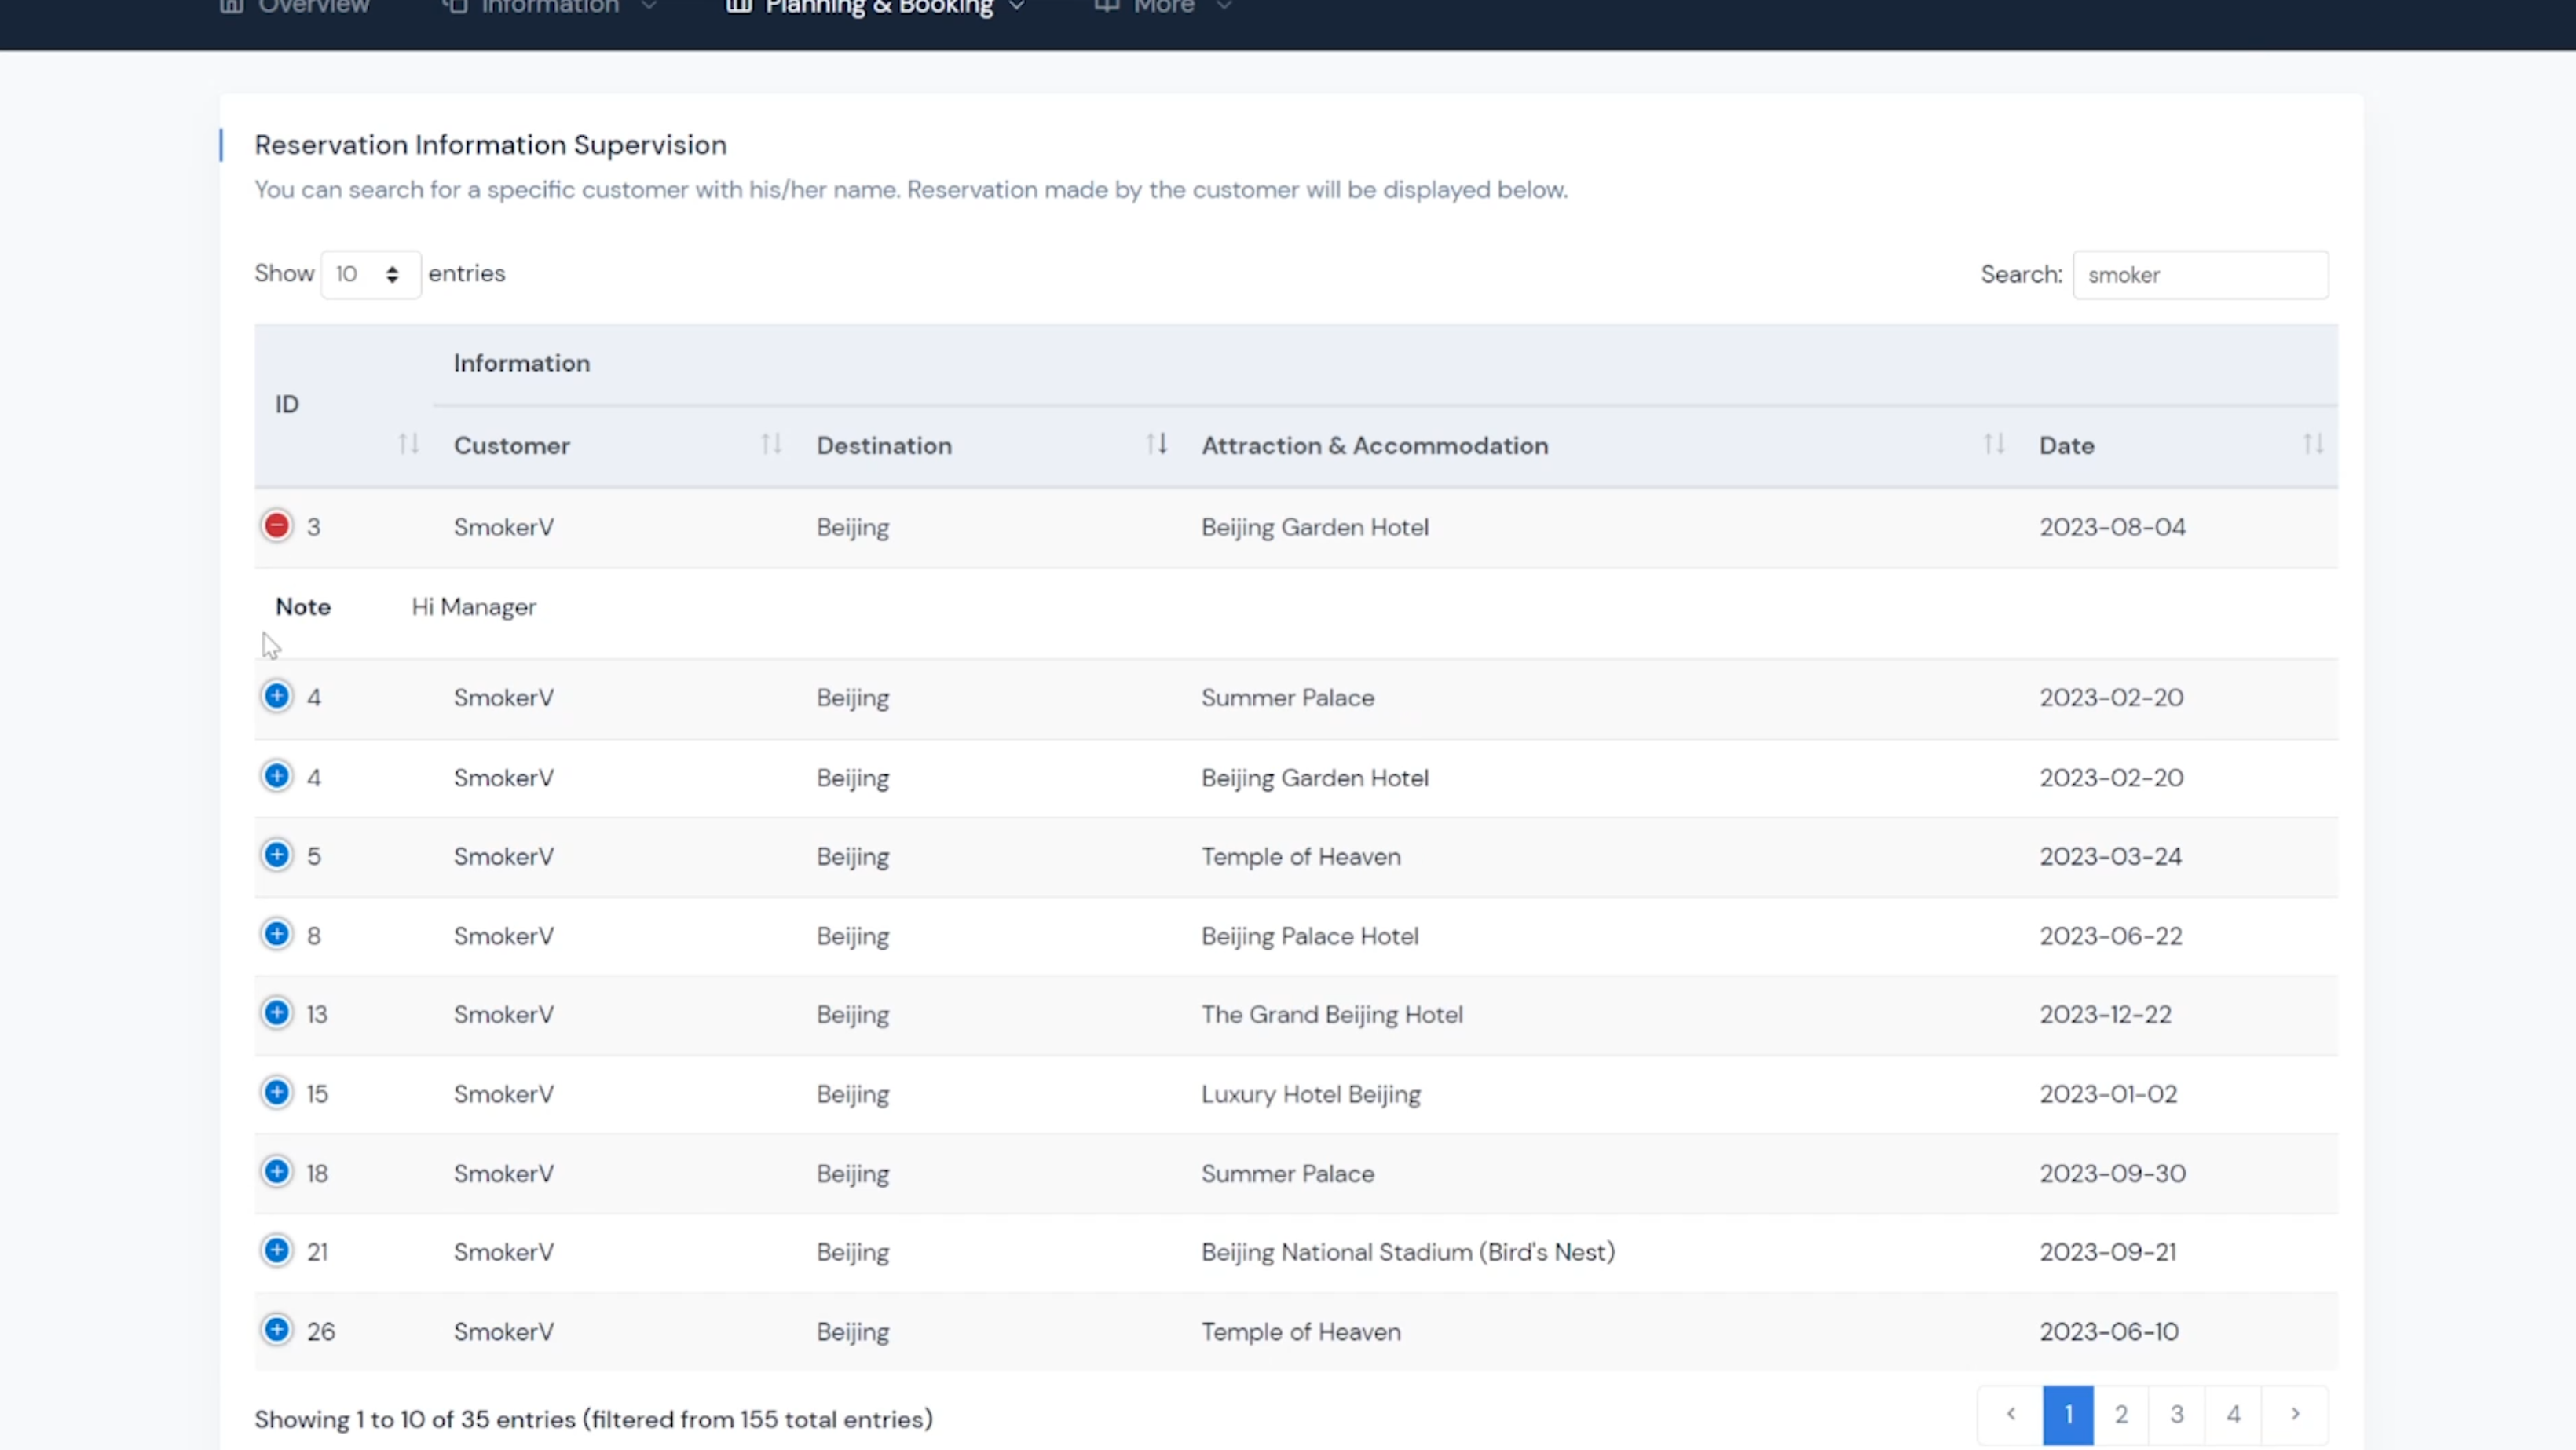 Overview Information Planning & Booking More
Reservation Information Supervision
You can search for a specific customer with his/her name. Reservation made by the customer will be displayed below.
Show 10 entries Search: smoker
Information
ID
Customer Destination Attraction & Accommodation Date
3 SmokerV Beijing Beijing Garden Hotel 2023-08-04
Note Hi Manager
4 SmokerV Beijing Summer Palace 2023-02-20
4 SmokerV Beijing Beijing Garden Hotel 2023-02-20
5 SmokerV Beijing Temple of Heaven 2023-03-24
8 SmokerV Beijing Beijing Palace Hotel 2023-06-22
13 SmokerV Beijing The Grand Beijing Hotel 2023-12-22
15 SmokerV Beijing Luxury Hotel Beijing 2023-01-02
18 SmokerV Beijing Summer Palace 2023-09-30
21 SmokerV Beijing Beijing National Stadium (Bird's Nest) 2023-09-21
26 SmokerV Beijing Temple of Heaven 2023-06-10
Showing 1 to 10 of 35 entries (filtered from 155 total entries) < 1 2 3 4 >